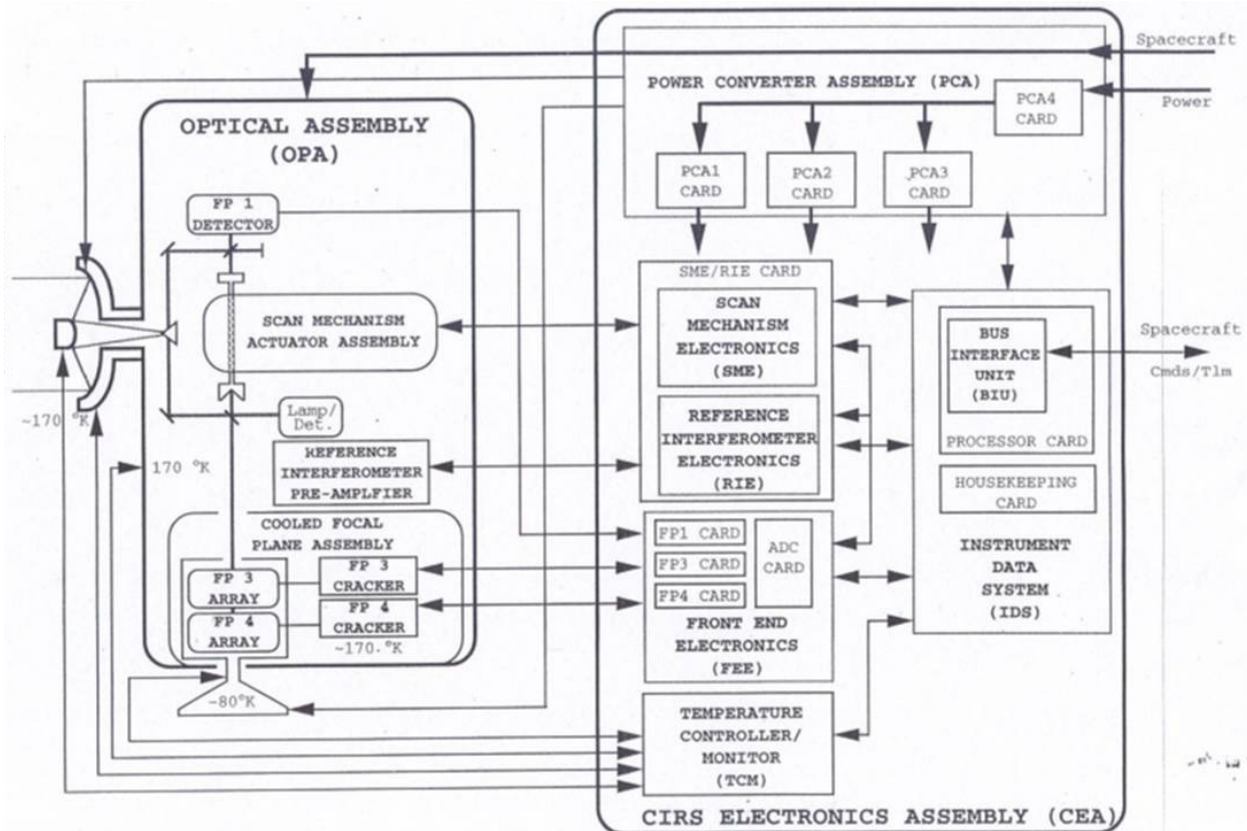 Spacecraft
Power
POWER CONVERTER ASSEMBLY (PCA)
PCA4
CARD
PCA1
CARD
PCA2
CARD
PCA3
CARD
OPTICAL ASSEMBLY
(OPA)
FP 1
DETECTOR
SCAN MECHANISM
ACTUATOR ASSEMBLY
Lamp/
Det.
REFERENCE
INTERFEROMETER
PRE-AMPLFIER
~170 °K
170 °K
COOLED FOCAL
PLANE ASSEMBLY
FP 3
ARRAY
FP 4
ARRAY
FP 3
CRACKER
FP 4
CRACKER
~170.°K
~80°K
SME/RIE CARD
SCAN
MECHANISM
ELECTRONICS
(SME)
REFERENCE
INTERFEROMETER
ELECTRONICS
(RIE)
FP1 CARD
FP3 CARD
FP4 CARD
ADC
CARD
FRONT END
ELECTRONICS
(FEE)
TEMPERATURE
CONTROLLER/
MONITOR
(TCM)
BUS
INTERFACE
UNIT
(BIU)
PROCESSOR CARD
HOUSEKEEPING
CARD
INSTRUMENT
DATA
SYSTEM
(IDS)
Spacecraft
Cmds/Tlm
CIRS ELECTRONICS ASSEMBLY (CEA)